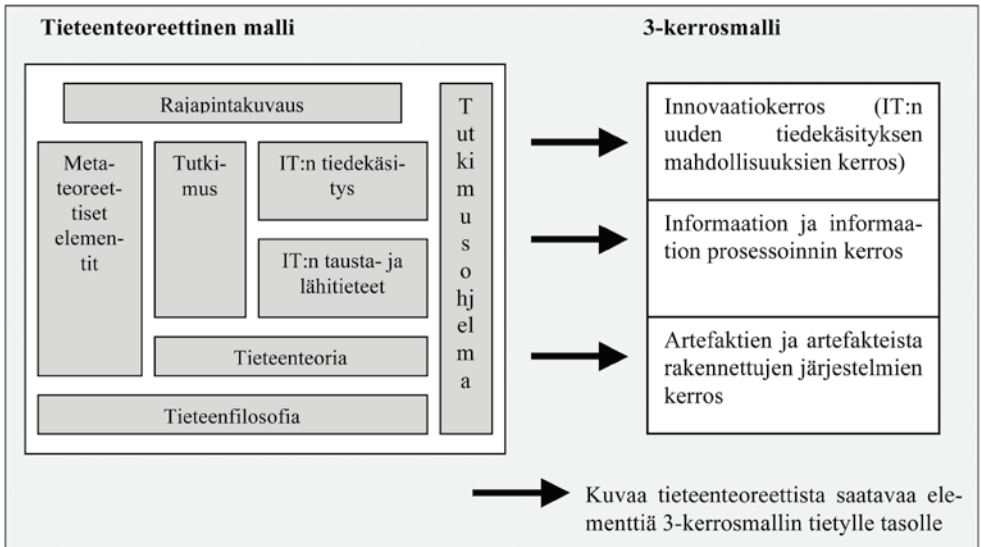 Tieteenteoreettinen malli
3-kerrosmalli
Rajapintakuvaus
Meta-
teoreet-
tiset
elemen-
tit
Tutki-
mus
IT:n tiedekäsi-
tys
IT:n tausta- ja
lähitieteet
Tieteenteoria
Tieteenfilosofia
T
ut
ki
m
u
s
o
hj
el
m
a
Innovaatiokerros (IT:n
uuden tiedekäsityksen
mahdollisuuksien kerros)
Informaation ja informaa-
tion prosessoinnin kerros
Artefaktien ja artefakteista
rakennettujen järjestelmien
kerros
Kuvaa tieteenteoreettista saatavaa ele-
menttiä 3-kerrosmallin tietylle tasolle